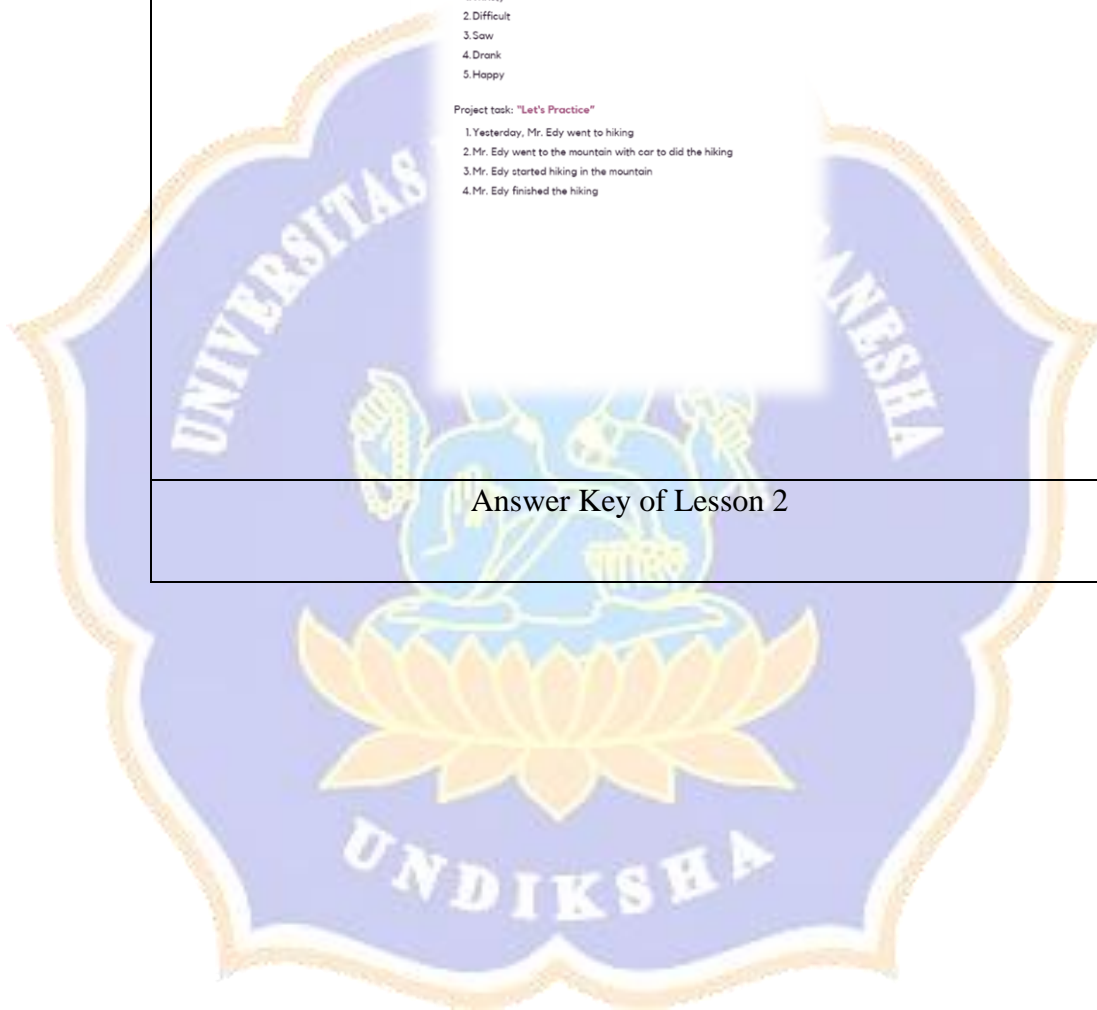 2.Difficult
3.Saw
4.Drank
5.Happy
Project task: "Let's Practice"
1.Yesterday, Mr. Edy went to hiking
2.Mr. Edy went to the mountain with car to did the hiking
3.Mr. Edy started hiking in the mountain
4.Mr. Edy finished the hiking
UNIVERSITAS
ANESHA
Answer Key of Lesson 2
UNDIKSHA